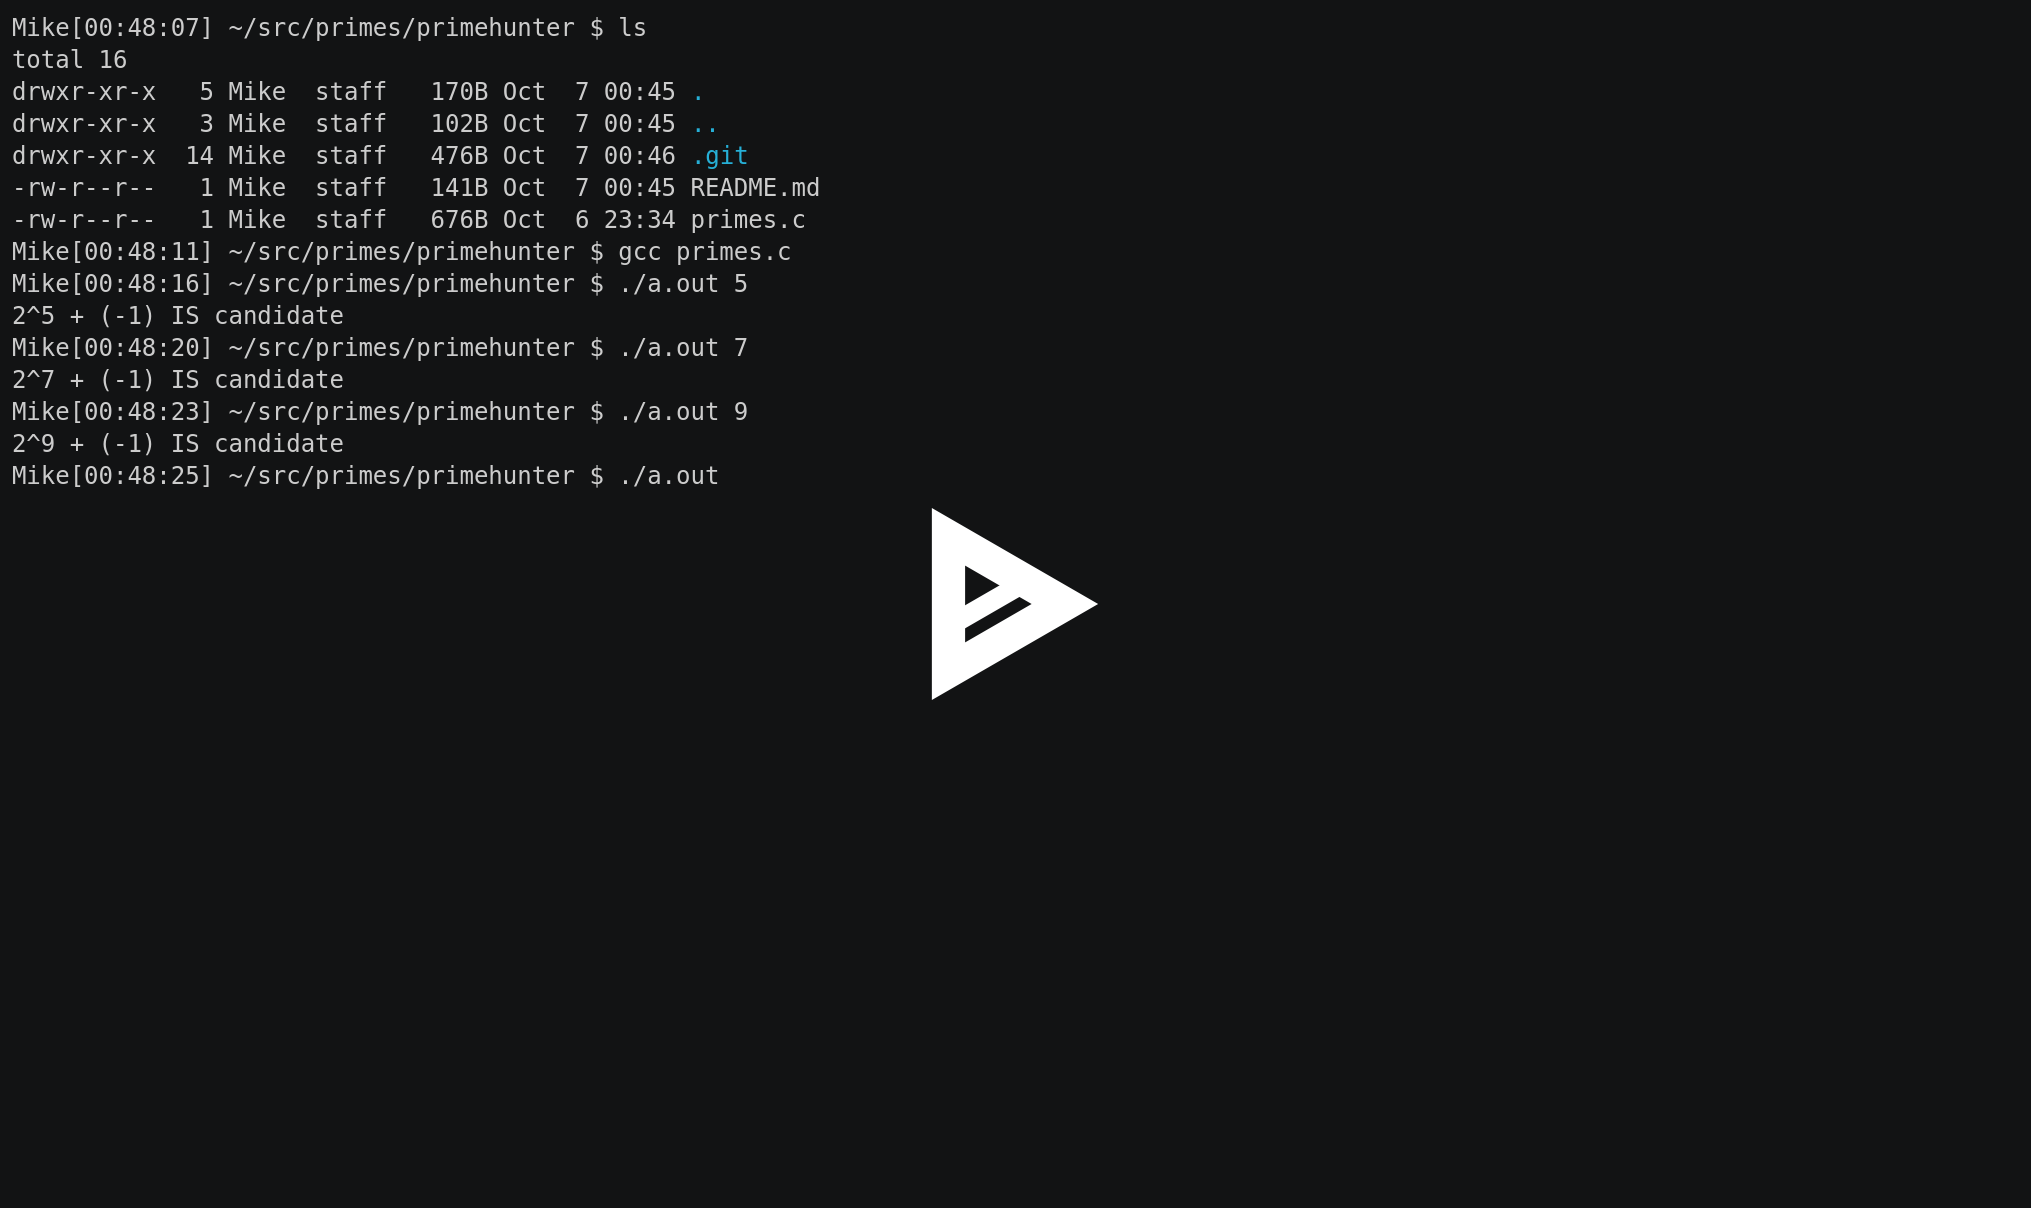 Mike[00:48:07] ~/src/primes/primehunter $ ls
total 16
drwxr-xr-x   5 Mike  staff   170B Oct  7 00:45 .
drwxr-xr-x   3 Mike  staff   102B Oct  7 00:45 ..
drwxr-xr-x  14 Mike  staff   476B Oct  7 00:46 .git
-rw-r--r--   1 Mike  staff   141B Oct  7 00:45 README.md
-rw-r--r--   1 Mike  staff   676B Oct  6 23:34 primes.c
Mike[00:48:11] ~/src/primes/primehunter $ gcc primes.c
Mike[00:48:16] ~/src/primes/primehunter $ ./a.out 5
2^5 + (-1) IS candidate
Mike[00:48:20] ~/src/primes/primehunter $ ./a.out 7
2^7 + (-1) IS candidate
Mike[00:48:23] ~/src/primes/primehunter $ ./a.out 9
2^9 + (-1) IS candidate
Mike[00:48:25] ~/src/primes/primehunter $ ./a.out